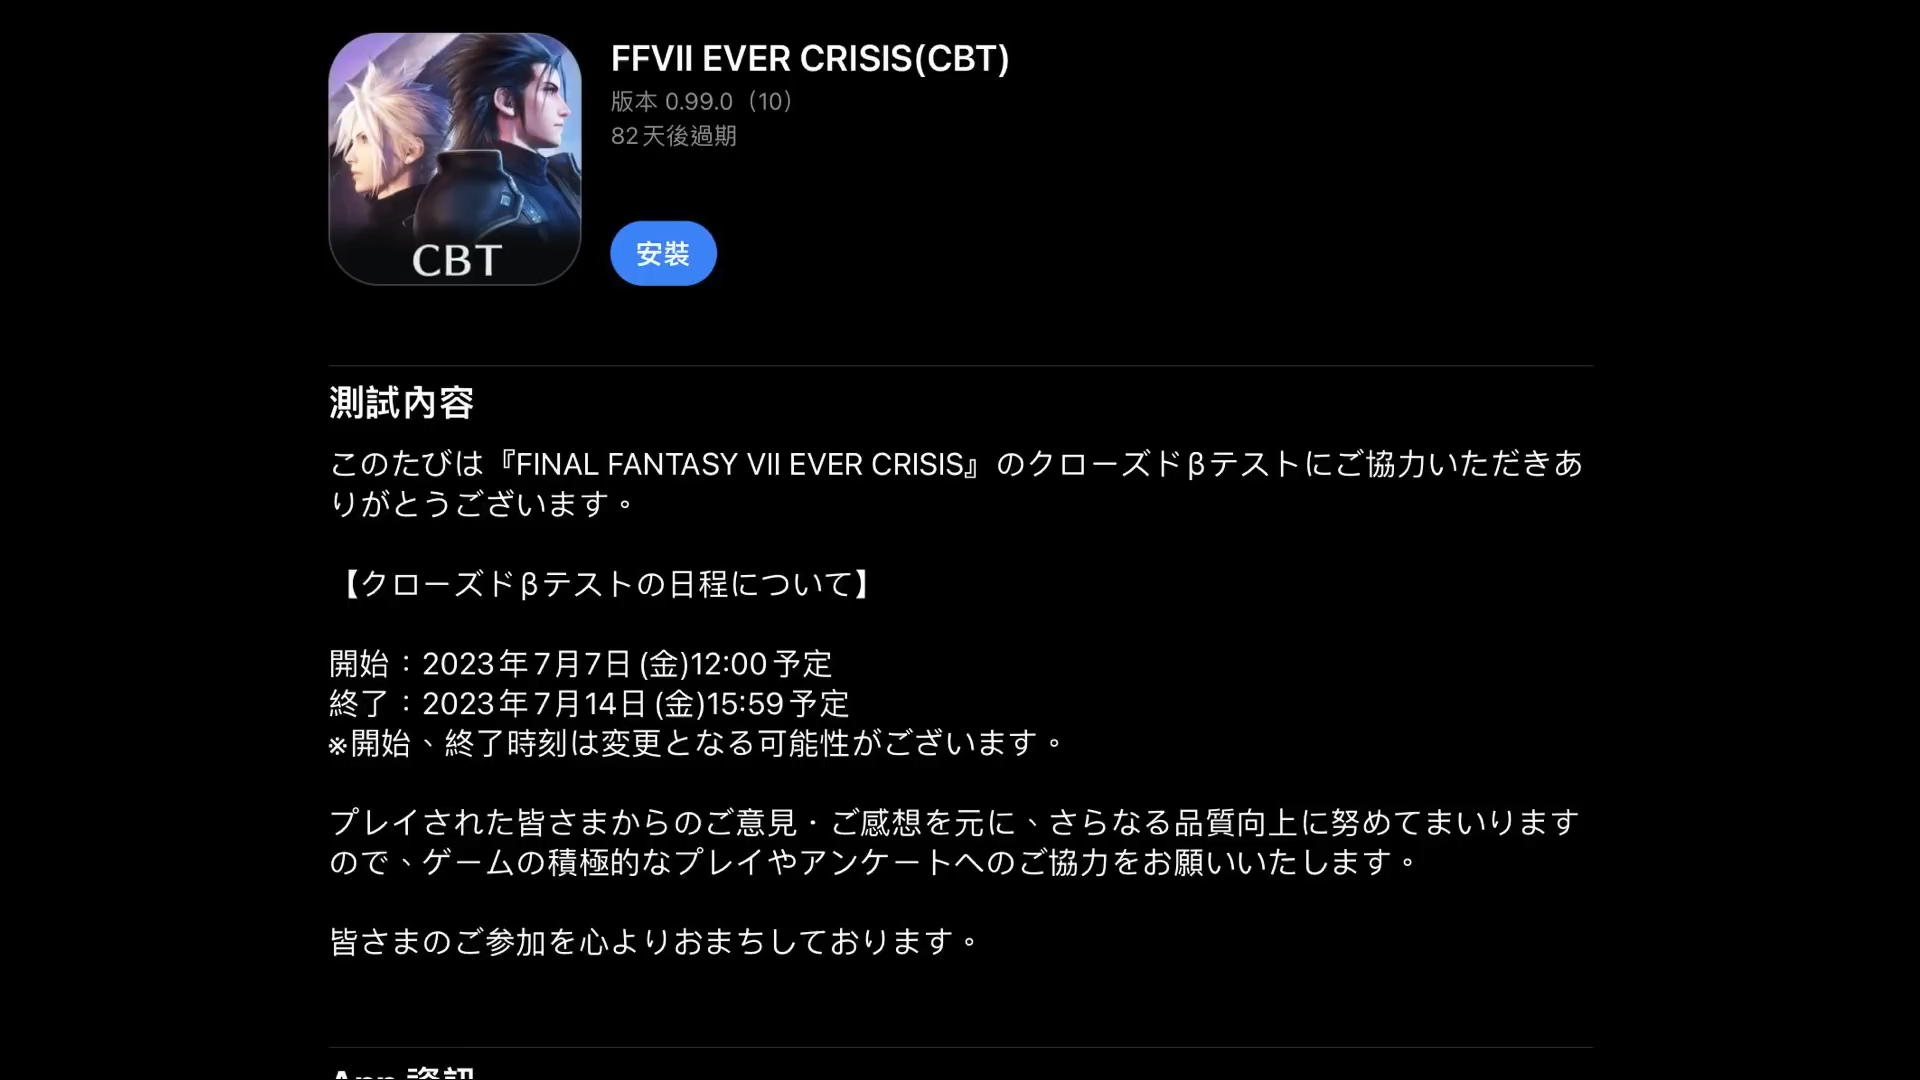 FFVII EVER CRISIS(CBT)
版本 0.99.0（10）
82 天後過期
CBT
安裝
測試內容
このたびは『FINAL FANTASY VII EVER CRISIS』のクローズドβテストにご協力いただきあ
りがとうございます。
【クローズドβテストの日程について】
開始：2023年7月7日(金)12:00予定
終了：2023年7月14日(金)15:59予定
※開始、終了時刻は変更となる可能性がございます。
プレイされた皆さまからのご意見・ご感想を元に、さらなる品質向上に努めてまいります
ので、ゲームの積極的なプレイやアンケートへのご協力をお願いいたします。
皆さまのご参加を心よりおまちしております。
App 資訊